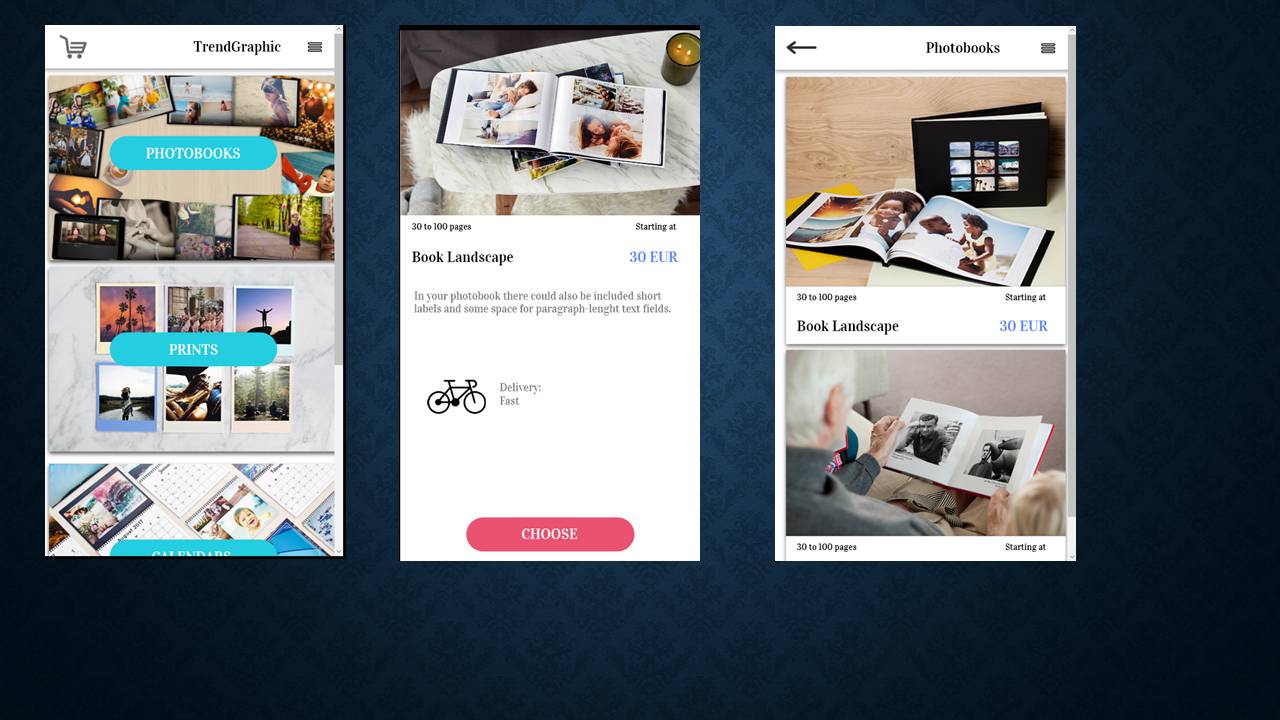 TrendGraphic
PHOTOBOOKS
PRINTS
August 2017
CALENDARS
30 to 100 pages
Starting at
Book Landscape
30 EUR
In your photobook there could also be included short
labels and some space for paragraph-lenght text fields.
Delivery:
Fast
CHOOSE
Photobooks
30 to 100 pages
Starting at
Book Landscape
30 EUR
30 to 100 pages
Starting at